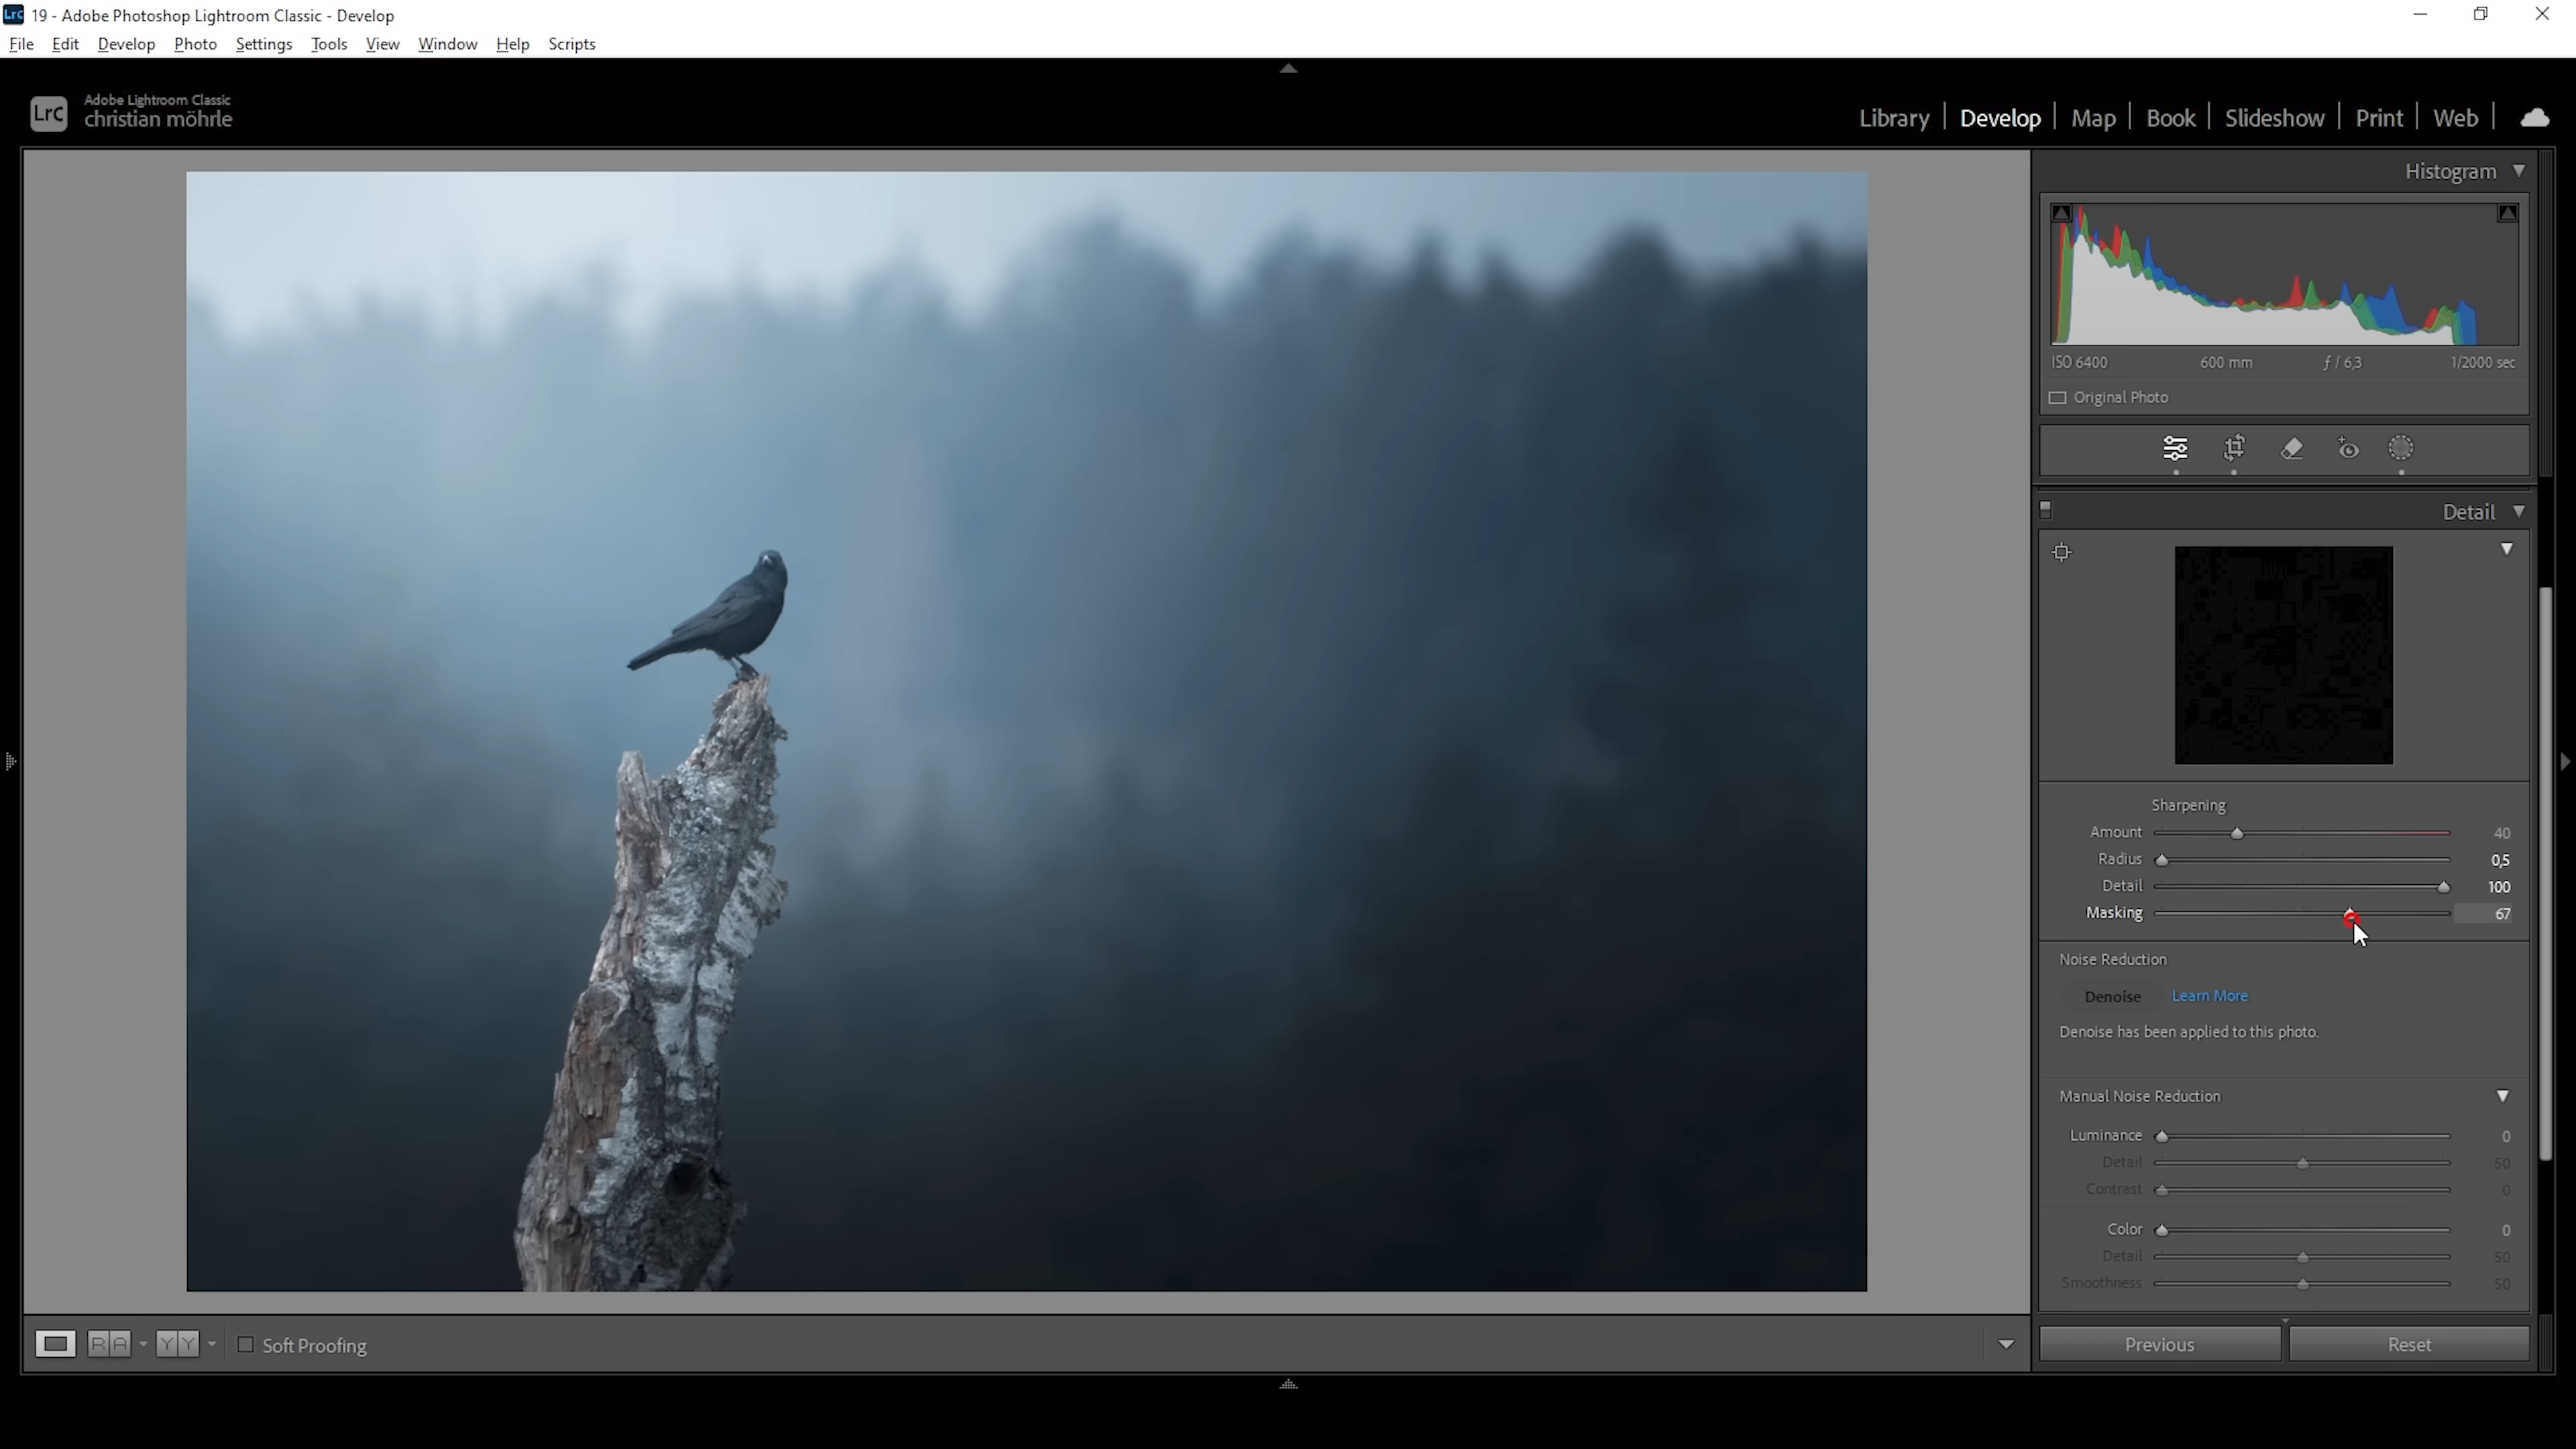 Lrc 19 - Adobe Photoshop Lightroom Classic - Develop
File Edit Develop Photo Settings Tools View Window Help Scripts
Lrc Adobe Lightroom Classic
christian möhrle
Library | Develop | Map | Book | Slideshow | Print | Web |
Histogram
ISO 6400 600 mm ƒ / 6,3 1/2000 sec
Original Photo
Detail
Sharpening
Amount 40
Radius 0,5
Detail 100
Masking 67
Noise Reduction
Denoise Learn More
Denoise has been applied to this photo.
Manual Noise Reduction
Luminance 0
Detail 50
Contrast 0
Color 0
Detail 50
Smoothness 50
R A Y Y Soft Proofing
Previous Reset